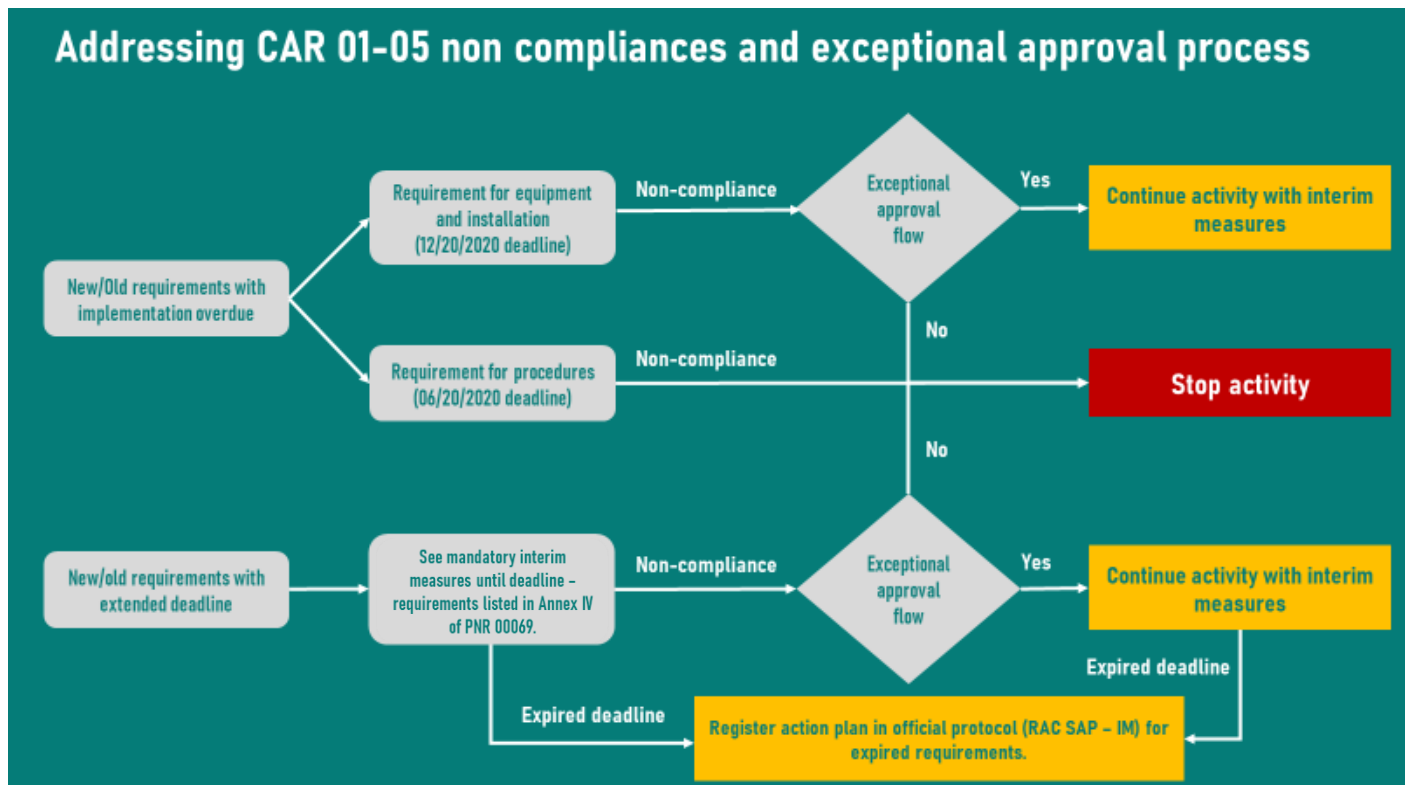 Addressing CAR 01-05 non compliances and exceptional approval process
Requirement for equipment
and installation
(12/20/2020 deadline)
Non-compliance
Exceptional
approval
flow
Yes
Continue activity with interim
measures
New/Old requirements with
implementation overdue
No
Requirement for procedures
(06/20/2020 deadline)
Non-compliance
Stop activity
No
New/old requirements with
extended deadline
See mandatory interim
measures until deadline –
requirements listed in Annex IV
of PNR 00069.
Non-compliance
Exceptional
approval
flow
Yes
Continue activity with interim
measures
Expired deadline
Expired deadline
Register action plan in official protocol (RAC SAP – IM) for
expired requirements.